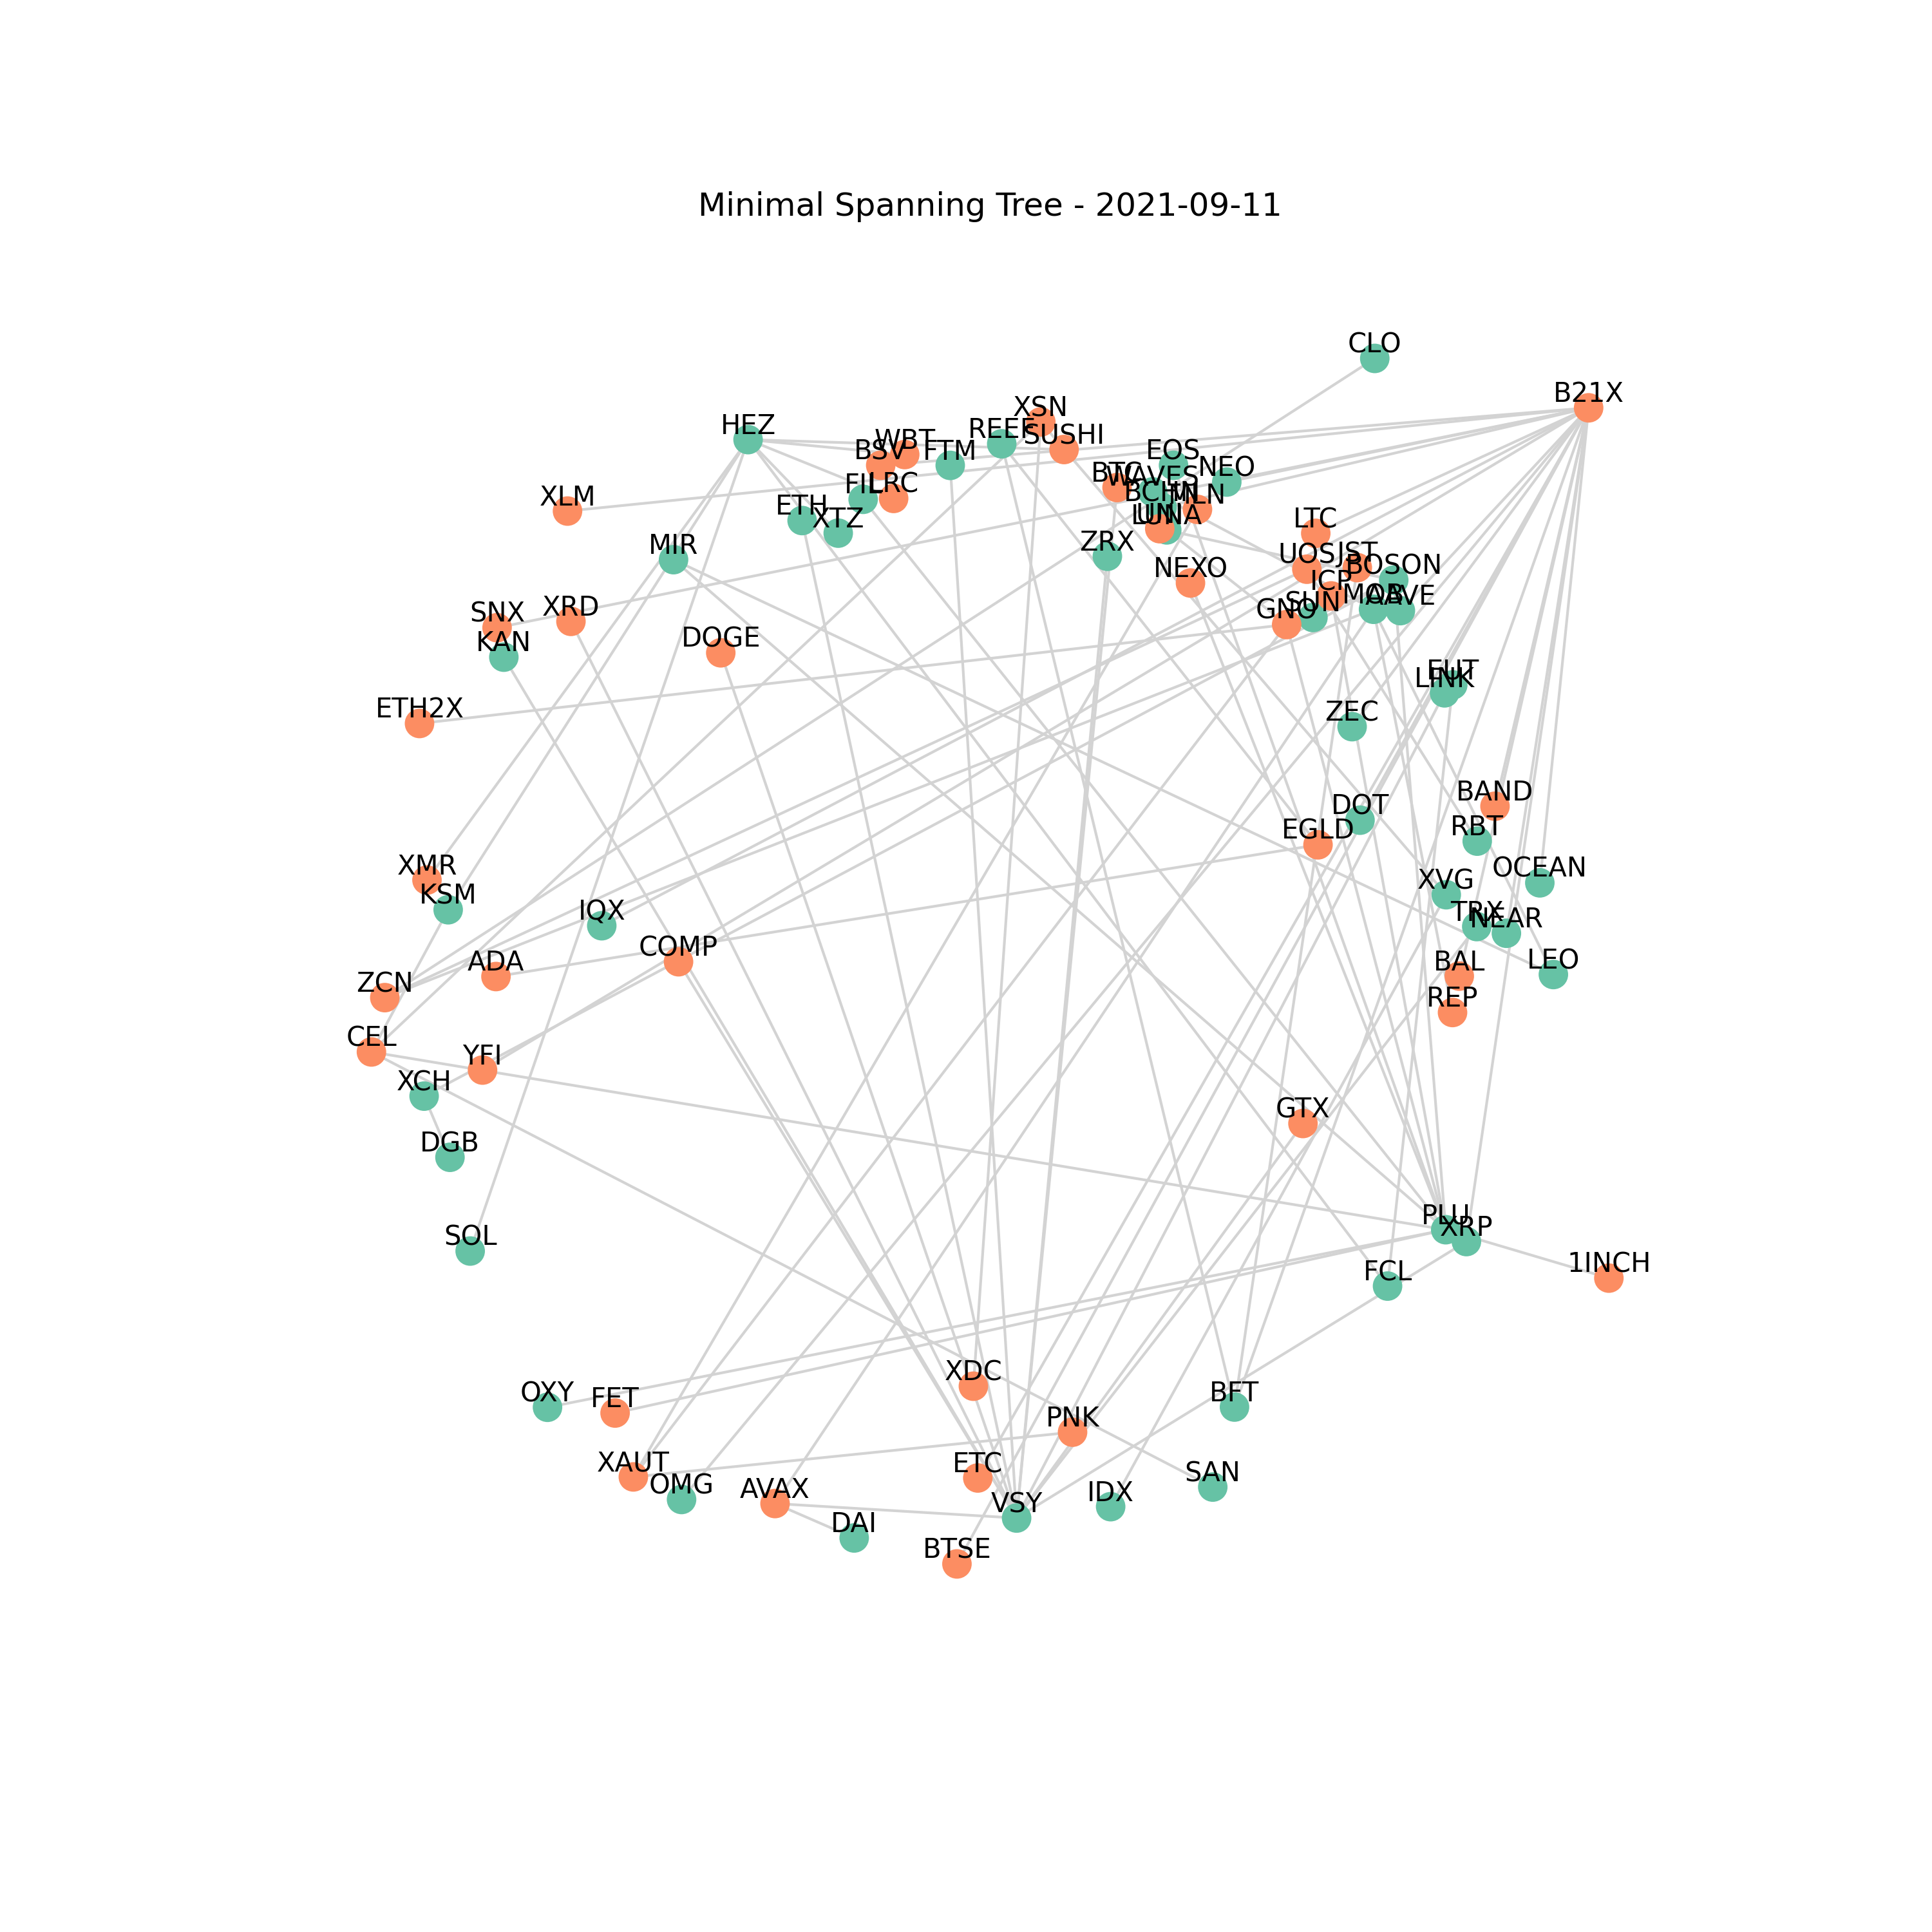 Minimal Spanning Tree - 2021-09-11
CLO
B21X
XSN
HEZ
REEF
SUSHI
WBT
BSV
FTM
EOS
NEO
BTC
WAVES
XLM
FIL
LRC
BCHN
MLN
ETH
XTZ
UNI
LUNA
LTC
MIR
ZRX
NEXO
UOS
JST
BOSON
ICP
SNX
XRD
GNO
SUN
MOB
AAVE
KAN
DOGE
LINK
ETH2X
ZEC
BAND
DOT
EGLD
RBT
XMR
KSM
OCEAN
XVG
IQX
TRX
NEAR
COMP
ADA
BAL
LEO
ZCN
REP
CEL
YFI
XCH
GTX
DGB
SOL
PLU
XRP
1INCH
FCL
XDC
OXY
FET
BFT
PNK
XAUT
ETC
SAN
OMG
AVAX
VSY
IDX
DAI
BTSE